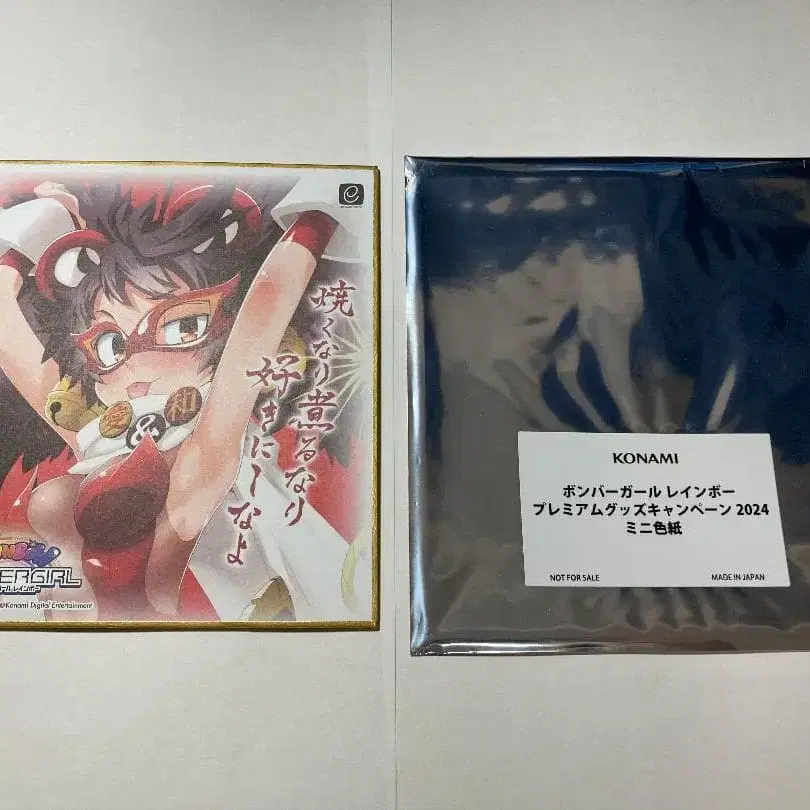 焼くなり煮るなり
好きにしなよ
愛 & 和
©Konami Digital Entertainment
KONAMI
ボンバーガール レインボー
プレミアムグッズキャンペーン 2024
ミニ色紙
NOT FOR SALE
MADE IN JAPAN